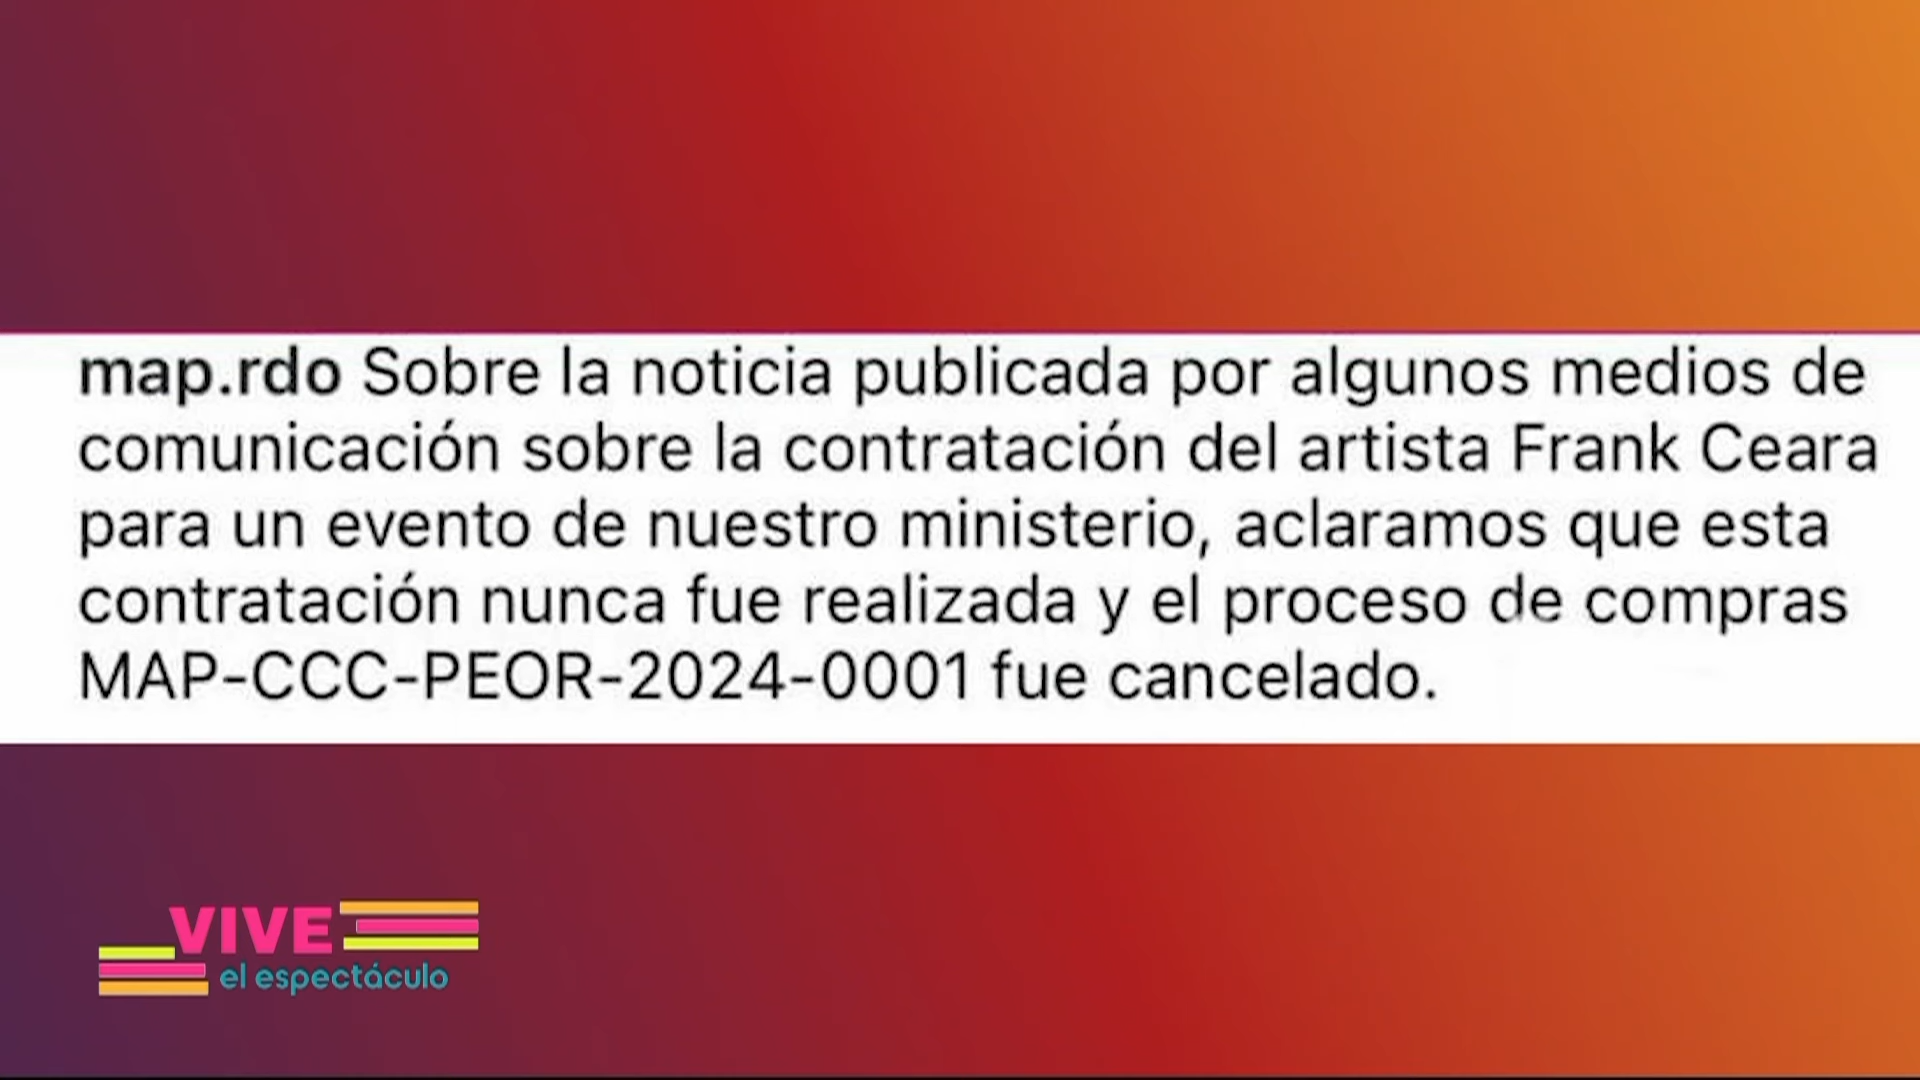 map.rdo Sobre la noticia publicada por algunos medios de
comunicación sobre la contratación del artista Frank Ceara
para un evento de nuestro ministerio, aclaramos que esta
contratación nunca fue realizada y el proceso de compras
MAP-CCC-PEOR-2024-0001 fue cancelado.
VIVE
el espectáculo